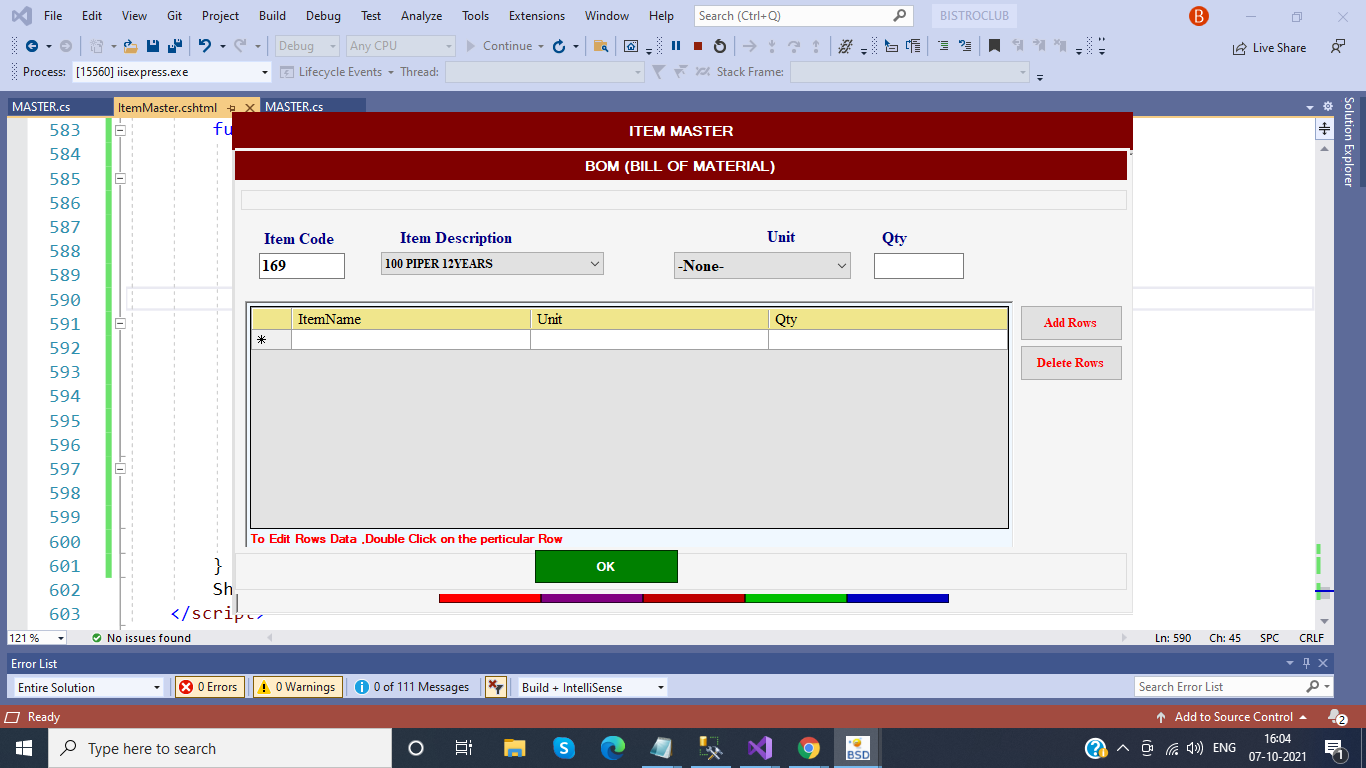 File Edit View Git Project Build Debug Test Analyze Tools Extensions Window Help Search (Ctrl+Q) BISTROCLUB B
Debug Any CPU Continue Live Share
Process: [15560] iisexpress.exe Lifecycle Events Thread: Stack Frame:
MASTER.cs ItemMaster.cshtml MASTER.cs
Solution Explorer
ITEM MASTER
BOM (BILL OF MATERIAL)
Item Code Item Description Unit Qty
169 100 PIPER 12YEARS -None-
ItemName Unit Qty
Add Rows
Delete Rows
To Edit Rows Data .Double Click on the perticular Row
OK
583 fu
584
585
586
587
588
589
590
591
592
593
594
595
596
597
598
599
600
601 }
602 Sh
603 </script>
121 % No issues found Ln: 590 Ch: 45 SPC CRLF
Error List
Entire Solution 0 Errors 0 Warnings 0 of 111 Messages Build + IntelliSense Search Error List
Ready Add to Source Control 2
Type here to search BSD ENG 16:04
07-10-2021 1